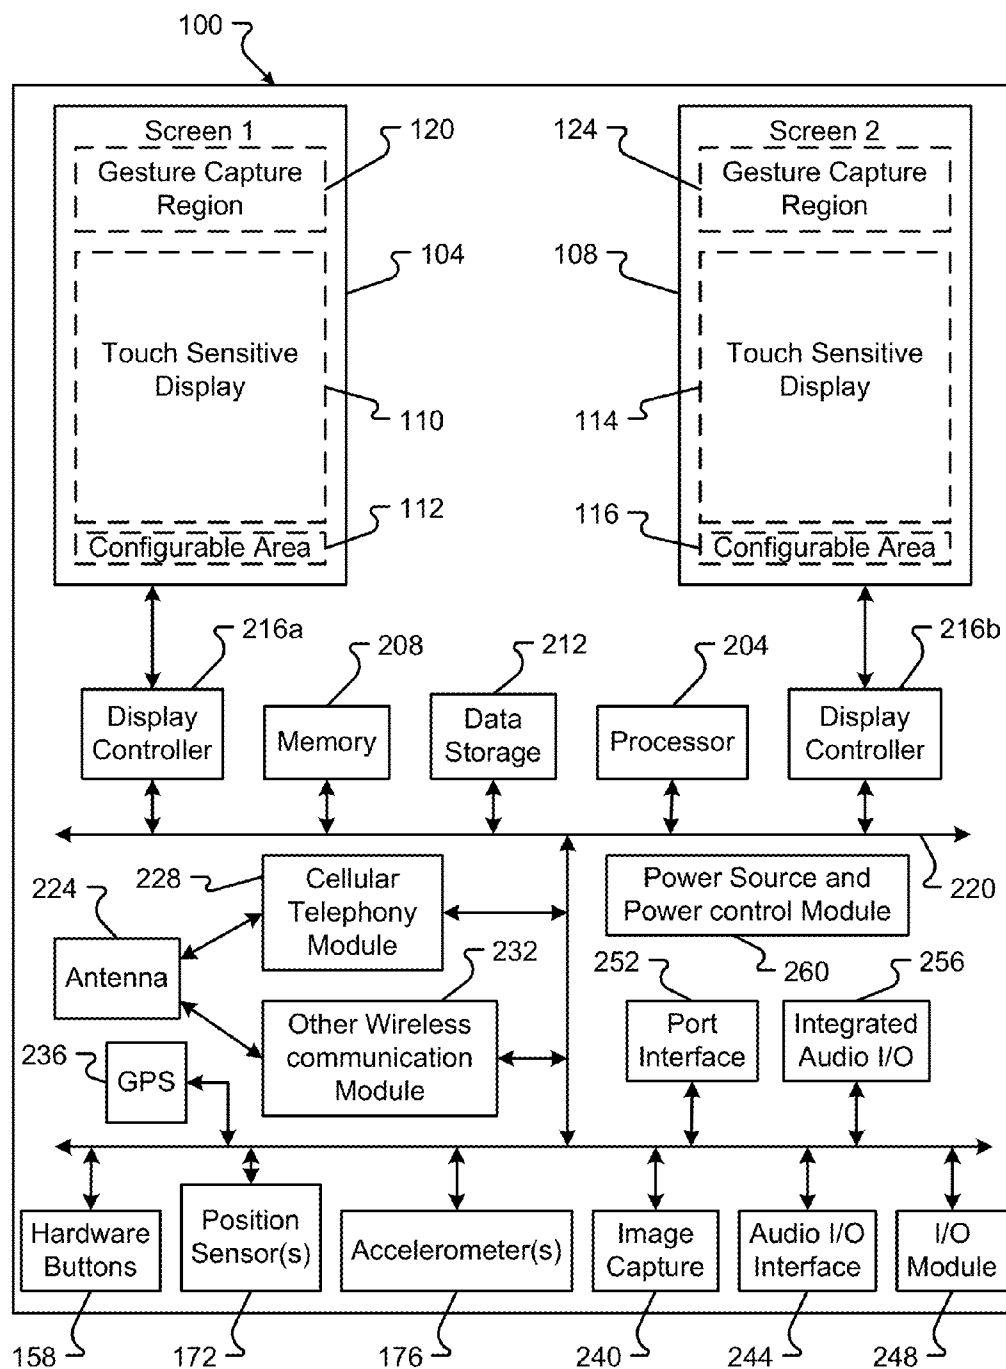 100
Screen 1
Gesture Capture
Region
120
Screen 2
124
Gesture Capture
Region
104
108
Touch Sensitive
Display
Touch Sensitive
Display
110
114
112
116
Configurable Area
Configurable Area
216a
208
212
204
216b
Display
Controller
Memory
Data
Storage
Processor
Display
Controller
220
228
224
Cellular
Telephony
Module
Power Source and
Power control Module
Antenna
232
252
260
256
Other Wireless
communication
Module
Port
Interface
Integrated
Audio I/O
236
GPS
Hardware
Buttons
Position
Sensor(s)
Accelerometer(s)
Image
Capture
Audio I/O
Interface
I/O
Module
158
172
176
240
244
248